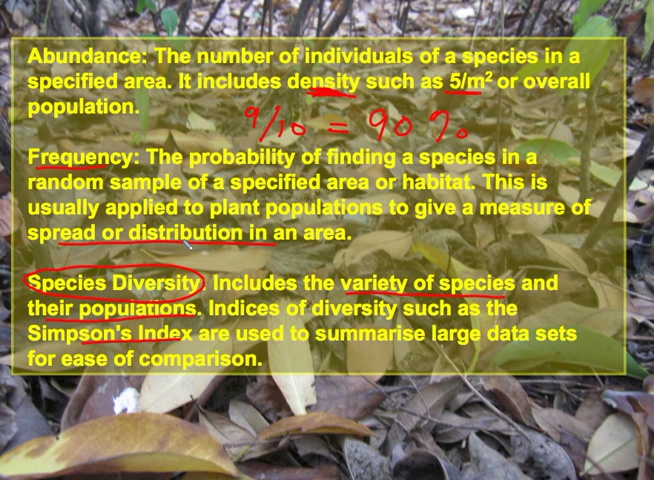 Abundance: The number of individuals of a species in a
specified area. It includes density such as 5/m² or overall
population.
9/10 = 90%
Frequency: The probability of finding a species in a
random sample of a specified area or habitat. This is
usually applied to plant populations to give a measure of
spread or distribution in an area.
Species Diversity: Includes the variety of species and
their populations. Indices of diversity such as the
Simpson's Index are used to summarise large data sets
for ease of comparison.